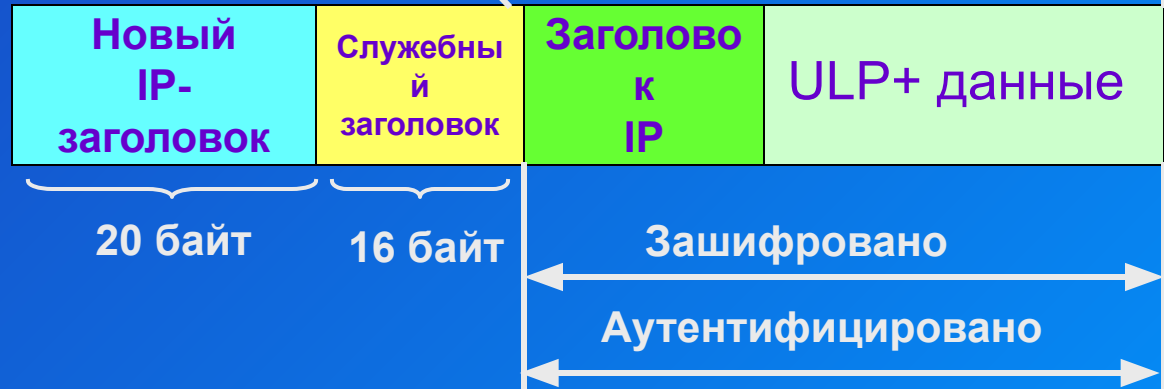 Новый
IP-
заголовок
Служебны
й
заголовок
Заголово
к
IP
ULP+ данные
20 байт
16 байт
Зашифровано
Аутентифицировано